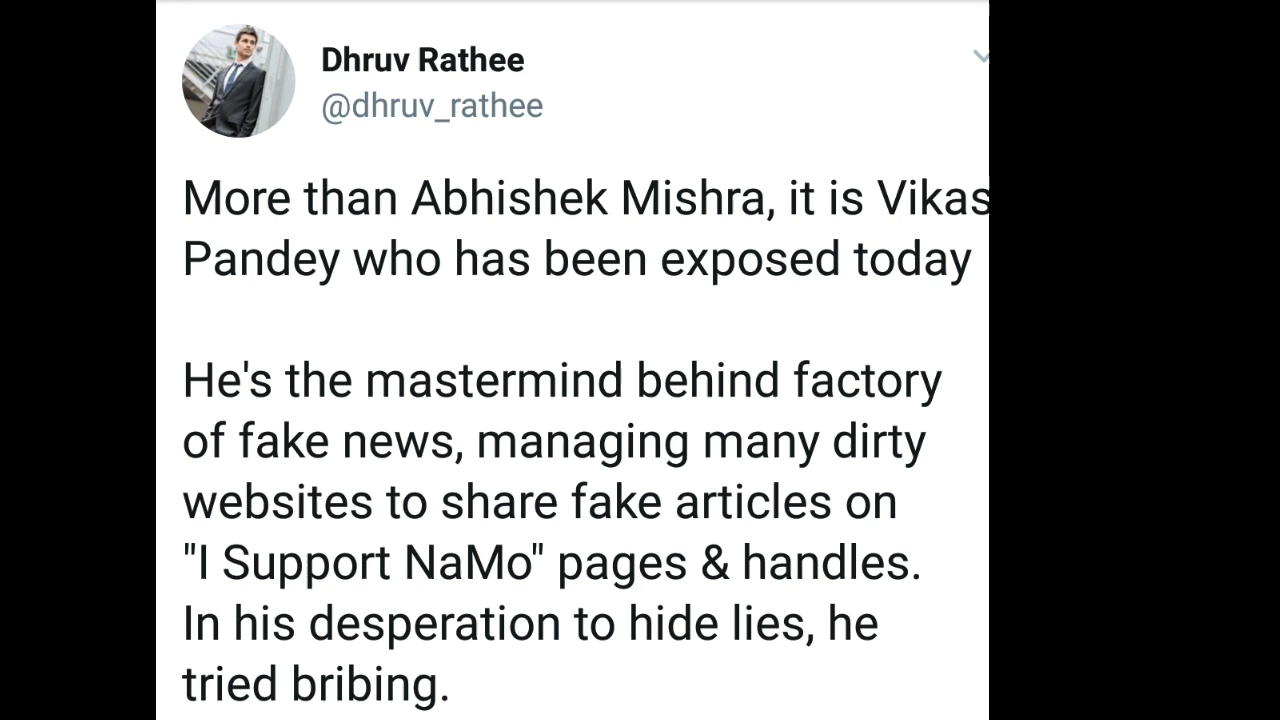 Dhruv Rathee
@dhruv_rathee
More than Abhishek Mishra, it is Vikas
Pandey who has been exposed today
He's the mastermind behind factory
of fake news, managing many dirty
websites to share fake articles on
"I Support NaMo" pages & handles.
In his desperation to hide lies, he
tried bribing.